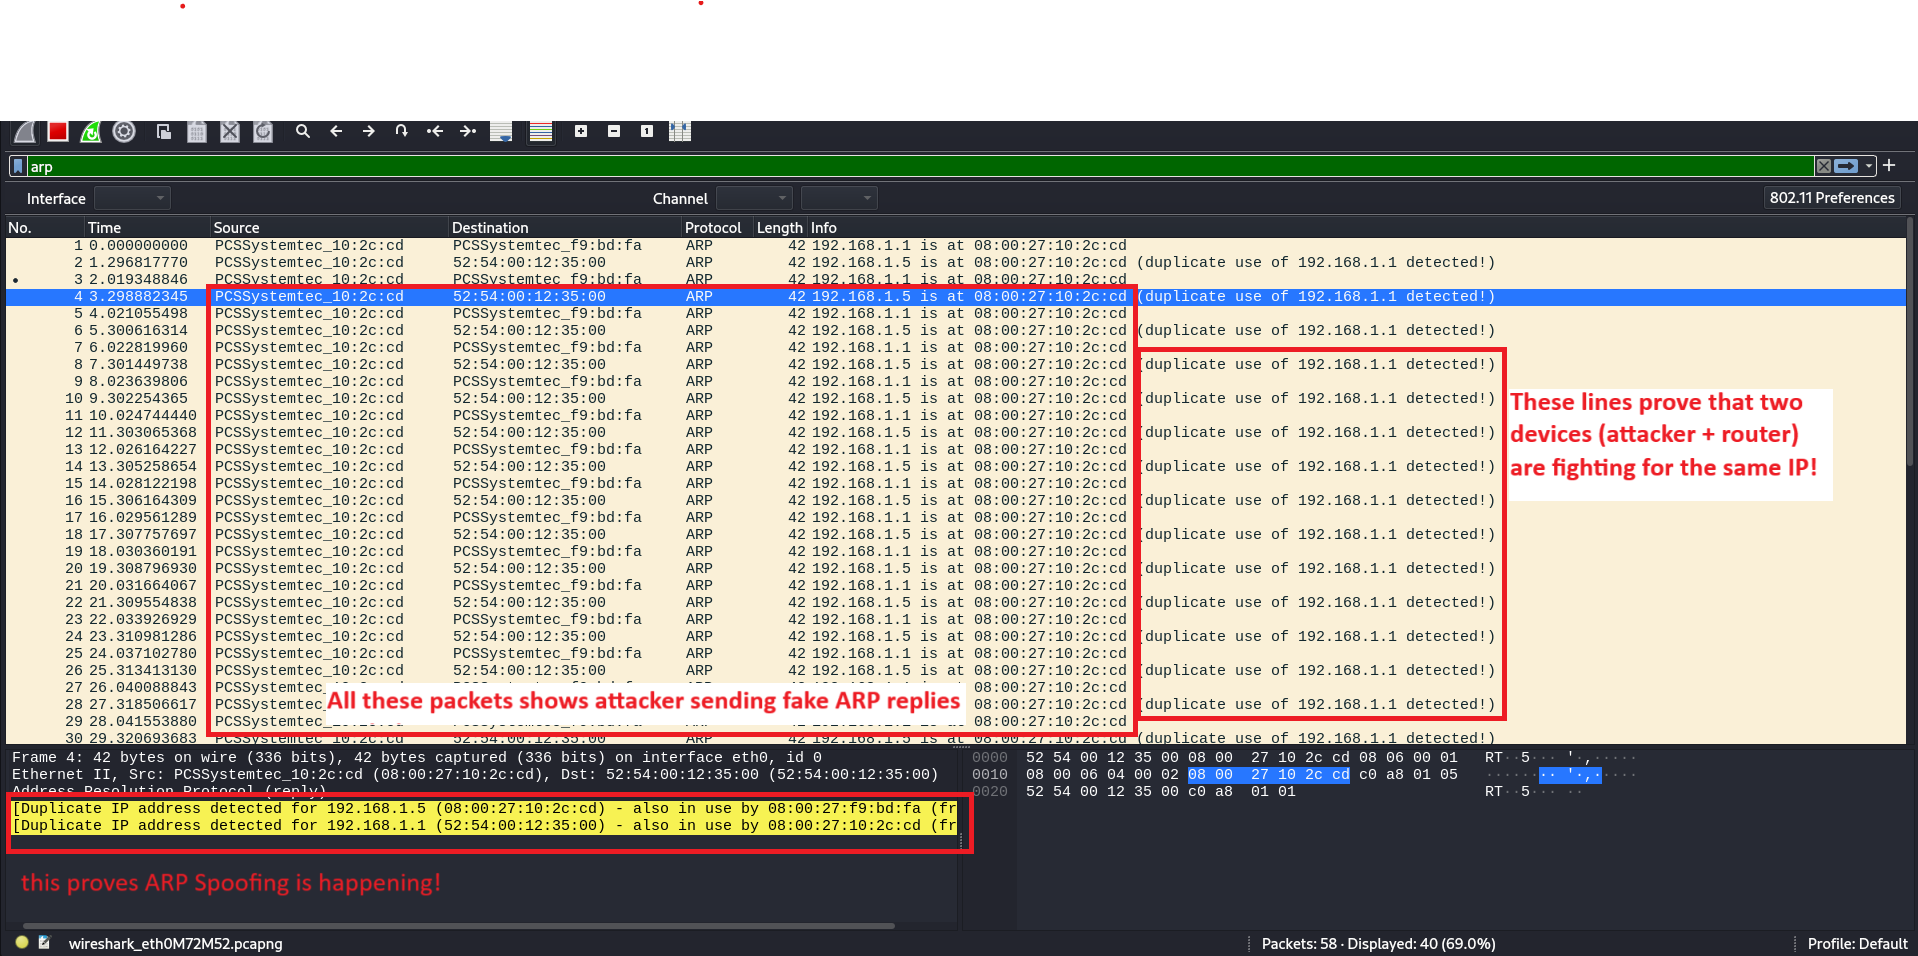 arp
Interface Channel 802.11 Preferences
No. Time Source Destination Protocol Length Info
1 0.000000000 PCSSystemtec_10:2c:cd PCSSystemtec_f9:bd:fa ARP 42 192.168.1.1 is at 08:00:27:10:2c:cd
2 1.296817770 PCSSystemtec_10:2c:cd 52:54:00:12:35:00 ARP 42 192.168.1.5 is at 08:00:27:10:2c:cd (duplicate use of 192.168.1.1 detected!)
3 2.019348846 PCSSystemtec_10:2c:cd PCSSystemtec_f9:bd:fa ARP 42 192.168.1.1 is at 08:00:27:10:2c:cd
4 3.298882345 PCSSystemtec_10:2c:cd 52:54:00:12:35:00 ARP 42 192.168.1.5 is at 08:00:27:10:2c:cd (duplicate use of 192.168.1.1 detected!)
5 4.021055498 PCSSystemtec_10:2c:cd PCSSystemtec_f9:bd:fa ARP 42 192.168.1.1 is at 08:00:27:10:2c:cd
6 5.300616314 PCSSystemtec_10:2c:cd 52:54:00:12:35:00 ARP 42 192.168.1.5 is at 08:00:27:10:2c:cd (duplicate use of 192.168.1.1 detected!)
7 6.022819960 PCSSystemtec_10:2c:cd PCSSystemtec_f9:bd:fa ARP 42 192.168.1.1 is at 08:00:27:10:2c:cd
8 7.301449738 PCSSystemtec_10:2c:cd 52:54:00:12:35:00 ARP 42 192.168.1.5 is at 08:00:27:10:2c:cd (duplicate use of 192.168.1.1 detected!)
9 8.023639806 PCSSystemtec_10:2c:cd PCSSystemtec_f9:bd:fa ARP 42 192.168.1.1 is at 08:00:27:10:2c:cd
10 9.302254365 PCSSystemtec_10:2c:cd 52:54:00:12:35:00 ARP 42 192.168.1.5 is at 08:00:27:10:2c:cd (duplicate use of 192.168.1.1 detected!)
11 10.024744440 PCSSystemtec_10:2c:cd PCSSystemtec_f9:bd:fa ARP 42 192.168.1.1 is at 08:00:27:10:2c:cd
12 11.303065368 PCSSystemtec_10:2c:cd 52:54:00:12:35:00 ARP 42 192.168.1.5 is at 08:00:27:10:2c:cd (duplicate use of 192.168.1.1 detected!)
13 12.026164227 PCSSystemtec_10:2c:cd PCSSystemtec_f9:bd:fa ARP 42 192.168.1.1 is at 08:00:27:10:2c:cd
14 13.305258654 PCSSystemtec_10:2c:cd 52:54:00:12:35:00 ARP 42 192.168.1.5 is at 08:00:27:10:2c:cd (duplicate use of 192.168.1.1 detected!)
15 14.028122198 PCSSystemtec_10:2c:cd PCSSystemtec_f9:bd:fa ARP 42 192.168.1.1 is at 08:00:27:10:2c:cd
16 15.306164309 PCSSystemtec_10:2c:cd 52:54:00:12:35:00 ARP 42 192.168.1.5 is at 08:00:27:10:2c:cd (duplicate use of 192.168.1.1 detected!)
17 16.029561289 PCSSystemtec_10:2c:cd PCSSystemtec_f9:bd:fa ARP 42 192.168.1.1 is at 08:00:27:10:2c:cd
18 17.307757697 PCSSystemtec_10:2c:cd 52:54:00:12:35:00 ARP 42 192.168.1.5 is at 08:00:27:10:2c:cd (duplicate use of 192.168.1.1 detected!)
19 18.030360191 PCSSystemtec_10:2c:cd PCSSystemtec_f9:bd:fa ARP 42 192.168.1.1 is at 08:00:27:10:2c:cd
20 19.308796930 PCSSystemtec_10:2c:cd 52:54:00:12:35:00 ARP 42 192.168.1.5 is at 08:00:27:10:2c:cd (duplicate use of 192.168.1.1 detected!)
21 20.031664067 PCSSystemtec_10:2c:cd PCSSystemtec_f9:bd:fa ARP 42 192.168.1.1 is at 08:00:27:10:2c:cd
22 21.309554838 PCSSystemtec_10:2c:cd 52:54:00:12:35:00 ARP 42 192.168.1.5 is at 08:00:27:10:2c:cd (duplicate use of 192.168.1.1 detected!)
23 22.033926929 PCSSystemtec_10:2c:cd PCSSystemtec_f9:bd:fa ARP 42 192.168.1.1 is at 08:00:27:10:2c:cd
24 23.310981286 PCSSystemtec_10:2c:cd 52:54:00:12:35:00 ARP 42 192.168.1.5 is at 08:00:27:10:2c:cd (duplicate use of 192.168.1.1 detected!)
25 24.037102780 PCSSystemtec_10:2c:cd PCSSystemtec_f9:bd:fa ARP 42 192.168.1.1 is at 08:00:27:10:2c:cd
26 25.313413130 PCSSystemtec_10:2c:cd 52:54:00:12:35:00 ARP 42 192.168.1.5 is at 08:00:27:10:2c:cd (duplicate use of 192.168.1.1 detected!)
27 26.040088843 PCSSystemtec 08:00:27:10:2c:cd
28 27.318506617 PCSSystemtec 08:00:27:10:2c:cd (duplicate use of 192.168.1.1 detected!)
29 28.041553880 PCSSystemtec 08:00:27:10:2c:cd
30 29.320693683 PCSSystemtec_10:2c:cd 52:54:00:12:35:00 ARP 42 192.168.1.5 is at 08:00:27:10:2c:cd (duplicate use of 192.168.1.1 detected!)
These lines prove that two
devices (attacker + router)
are fighting for the same IP!
All these packets shows attacker sending fake ARP replies
Frame 4: 42 bytes on wire (336 bits), 42 bytes captured (336 bits) on interface eth0, id 0
Ethernet II, Src: PCSSystemtec_10:2c:cd (08:00:27:10:2c:cd), Dst: 52:54:00:12:35:00 (52:54:00:12:35:00)
Address Resolution Protocol (reply)
[Duplicate IP address detected for 192.168.1.5 (08:00:27:10:2c:cd) - also in use by 08:00:27:f9:bd:fa (fr
[Duplicate IP address detected for 192.168.1.1 (52:54:00:12:35:00) - also in use by 08:00:27:10:2c:cd (fr
this proves ARP Spoofing is happening!
0000 52 54 00 12 35 00 08 00 27 10 2c cd 08 06 00 01 RT··5··· '·,·····
0010 08 00 06 04 00 02 08 00 27 10 2c cd c0 a8 01 05 ········ '·,·····
0020 52 54 00 12 35 00 c0 a8 01 01 RT··5··· ··
wireshark_eth0M72M52.pcapng
Packets: 58 · Displayed: 40 (69.0%)
Profile: Default